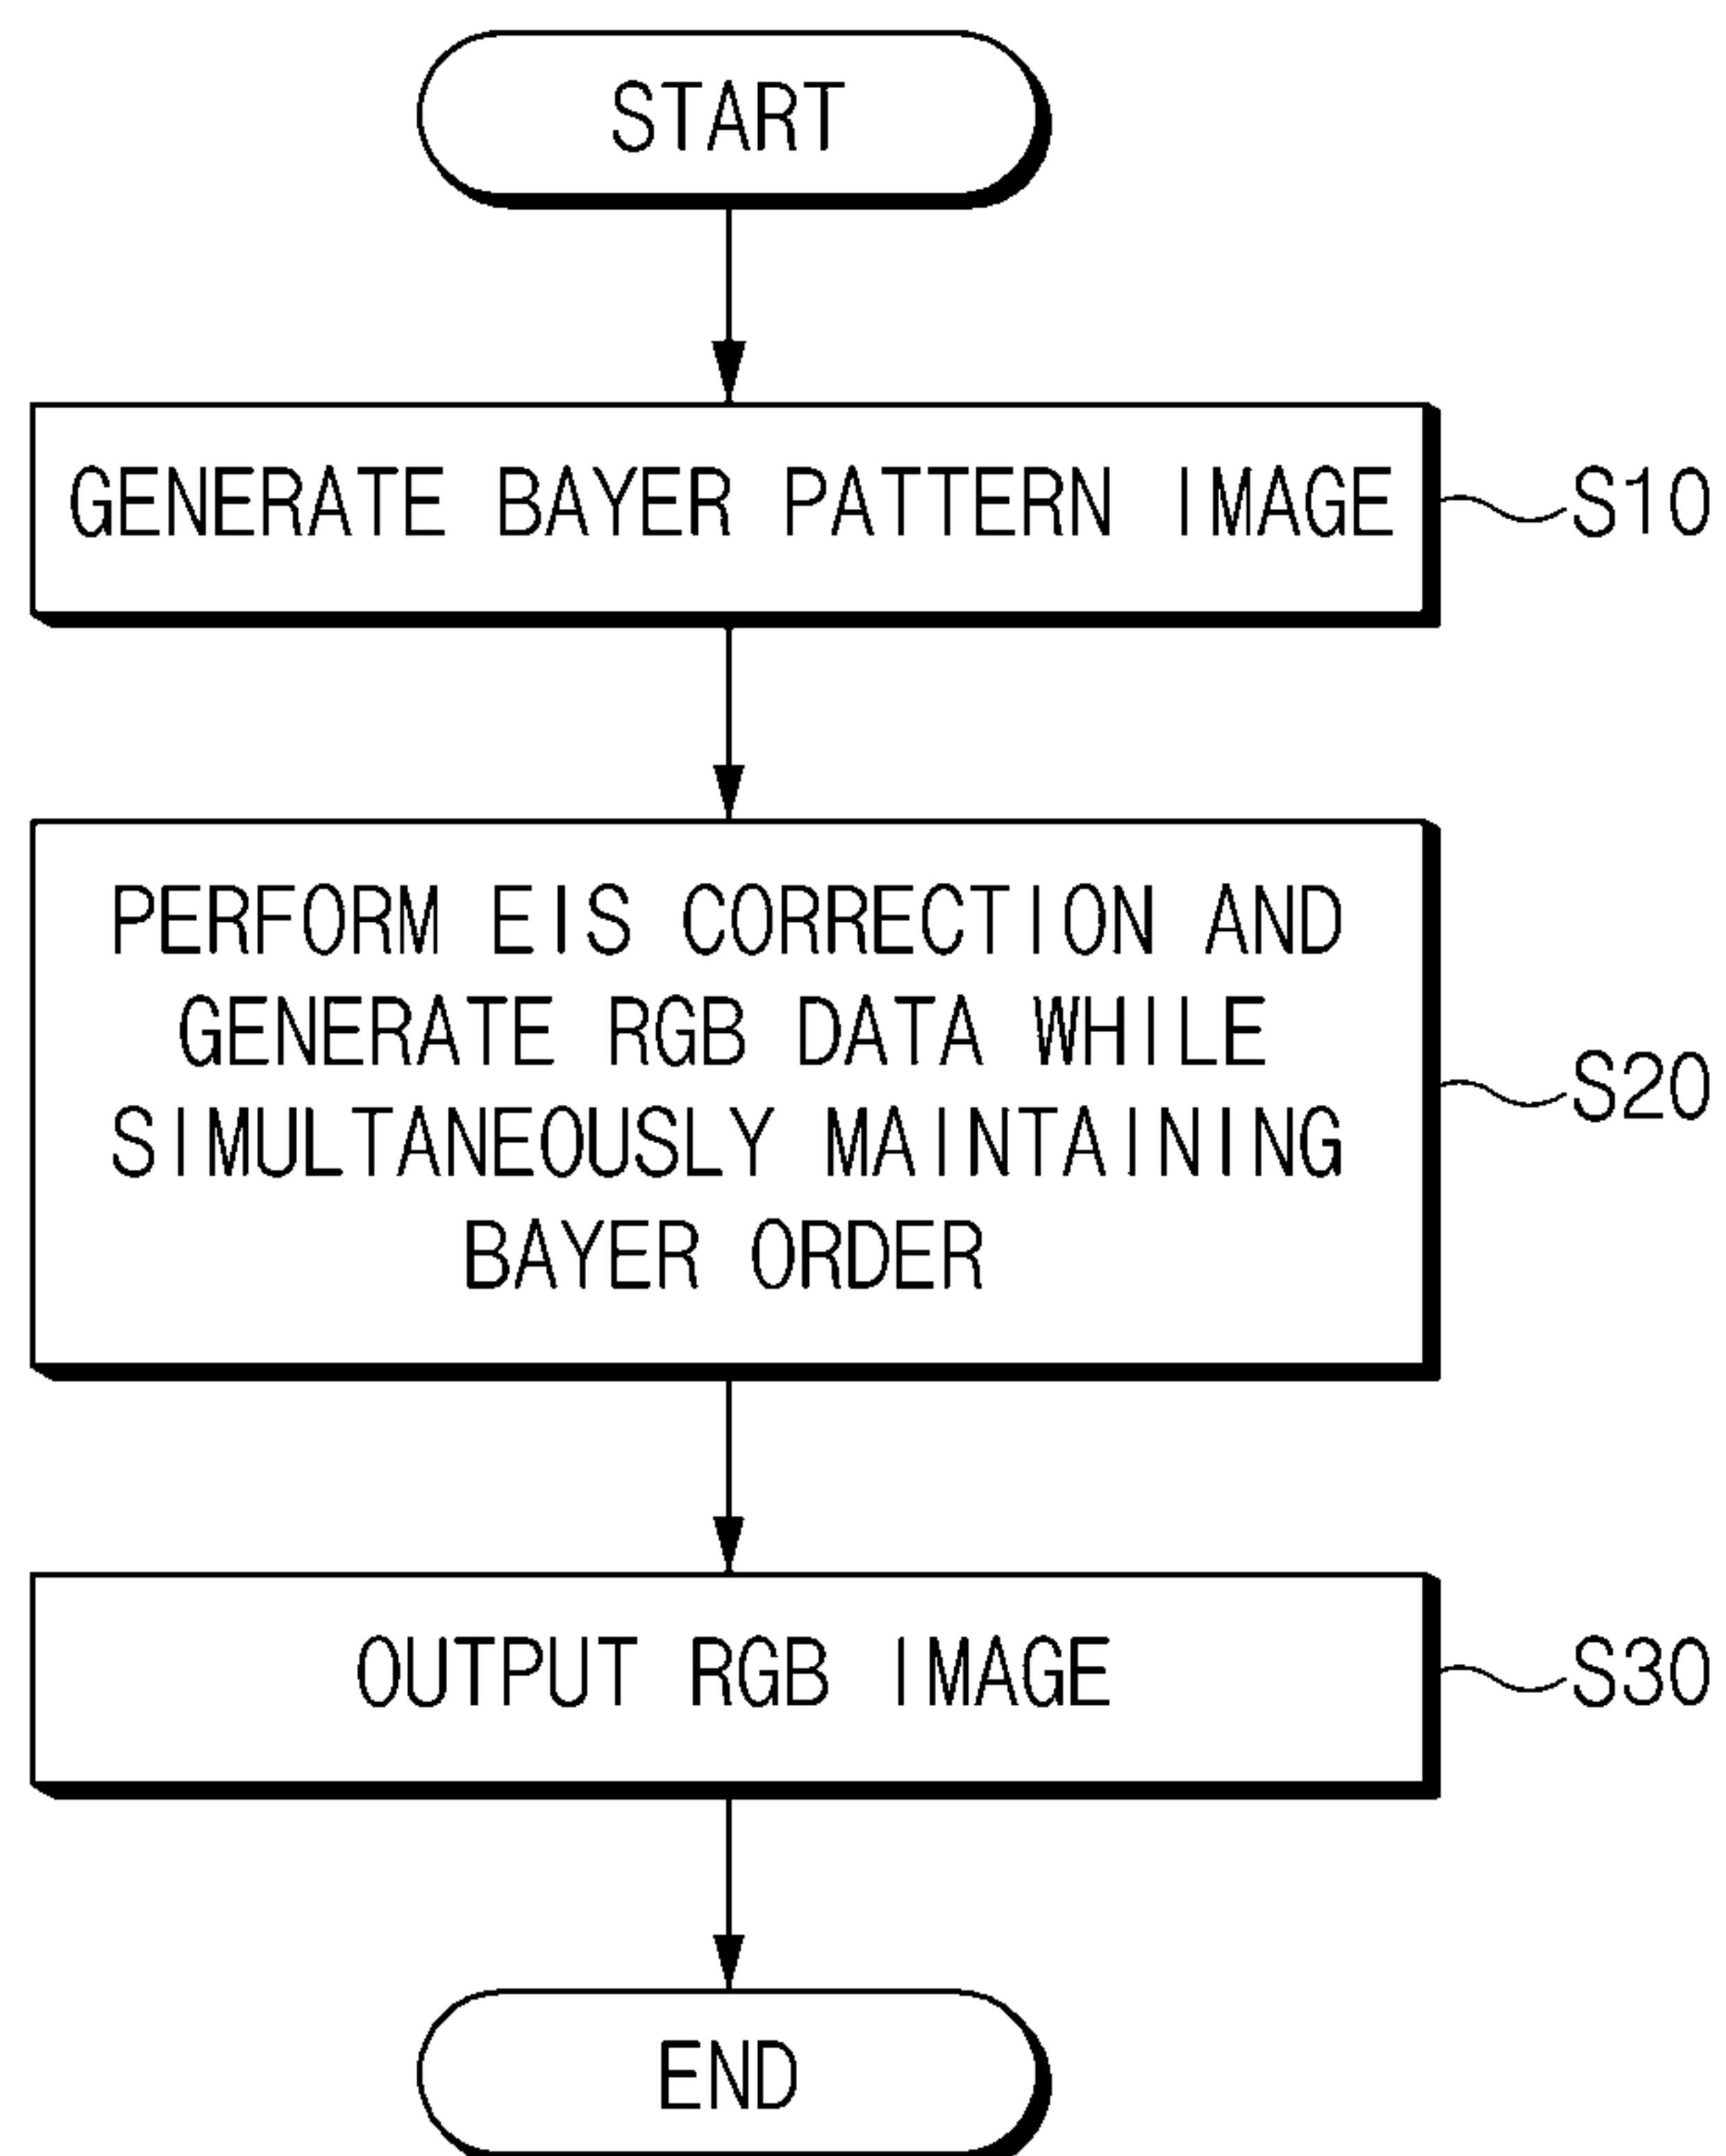 START
GENERATE BAYER PATTERN IMAGE
S10
PERFORM EIS CORRECTION AND
GENERATE RGB DATA WHILE
SIMULTANEOUSLY MAINTAINING
BAYER ORDER
S20
OUTPUT RGB IMAGE
S30
END